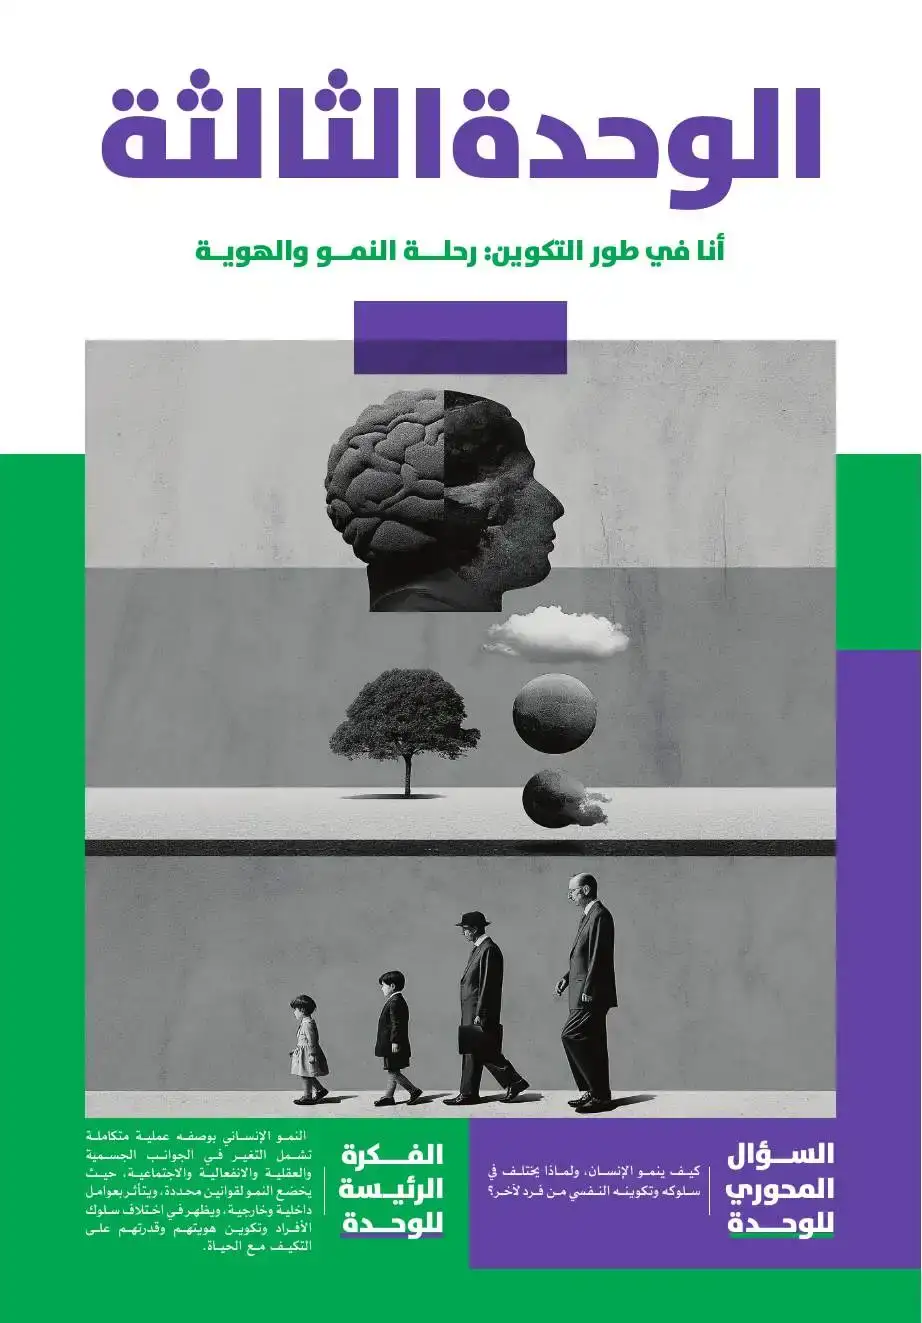 الوحدة الثالثة
أنا في طور التكوين: رحلة النمو والهوية
السؤال
المحوري
للوحدة
كيف ينمو الإنسان، ولماذا يختلف في
سلوكه وتكوينه النفسي من فرد لآخر؟
الفكرة
الرئيسة
للوحدة
النمو الإنساني بوصفه عملية متكاملة
تشمل التغير في الجوانب الجسمية
والعقلية والانفعالية والاجتماعية، حيث
يخضع النمو لقوانين محددة، ويتأثر بعوامل
داخلية وخارجية، ويظهر في اختلاف سلوك
الأفراد وتكوين هويتهم وقدرتهم على
التكيف مع الحياة.